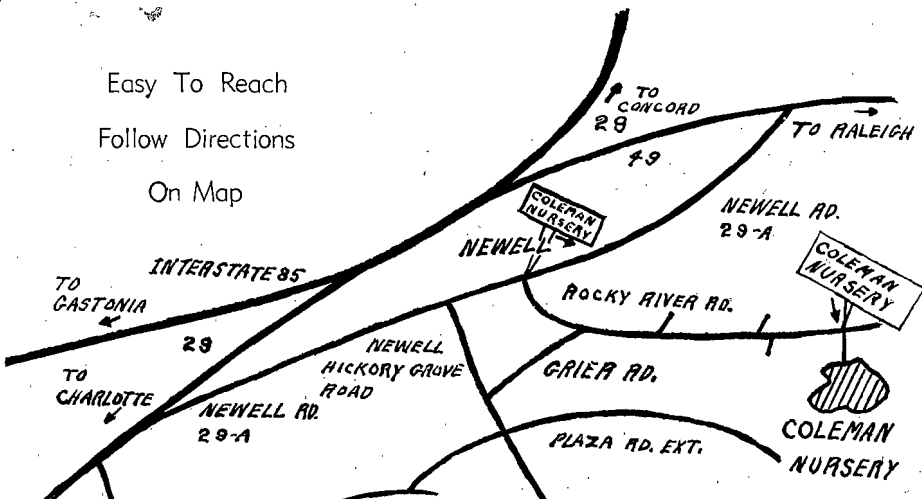 Easy To Reach
Follow Directions
On Map
TO
CONCORD
29
49
TO RALEIGH
COLEMAN
NURSERY
NEWELL
NEWELL RD.
29-A
COLEMAN
NURSERY
INTERSTATE 85
TO
GASTONIA
29
ROCKY RIVER RD.
TO
CHARLOTTE
NEWELL
HICKORY GROVE
ROAD
GRIER RD.
NEWELL RD.
29-A
PLAZA RD. EXT.
COLEMAN
NURSERY